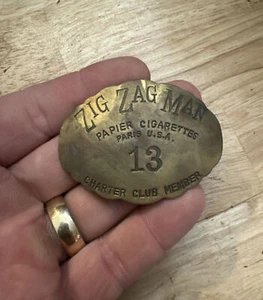 ZIG ZAG MAN
PAPIER CIGARETTES
PARIS U.S.A.
13
CHARTER CLUB MEMBER